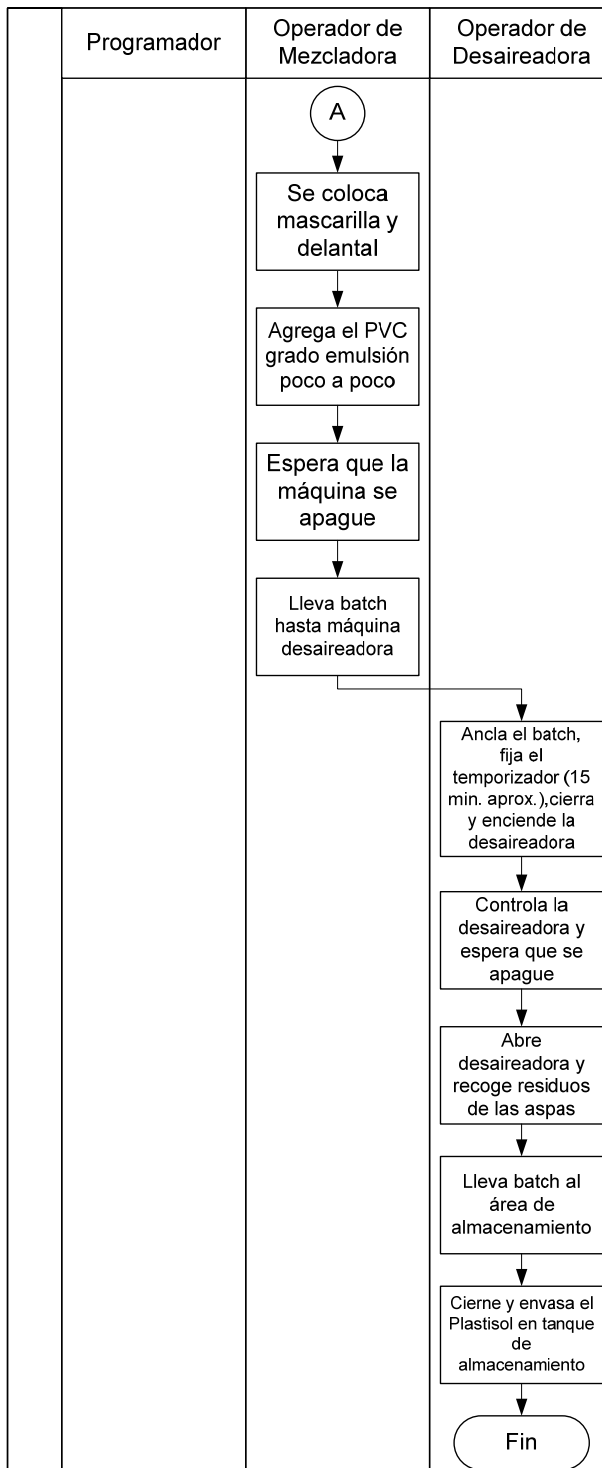 Programador
Operador de
Mezcladora
Operador de
Desaireadora
A
Se coloca
mascarilla y
delantal
Agrega el PVC
grado emulsión
poco a poco
Espera que la
máquina se
apague
Lleva batch
hasta máquina
desaireadora
Ancla el batch,
fija el
temporizador (15
min. aprox.),cierra
y enciende la
desaireadora
Controla la
desaireadora y
espera que se
apague
Abre
desaireadora y
recoge residuos
de las aspas
Lleva batch al
área de
almacenamiento
Cierne y envasa el
Plastisol en tanque
de
almacenamiento
Fin